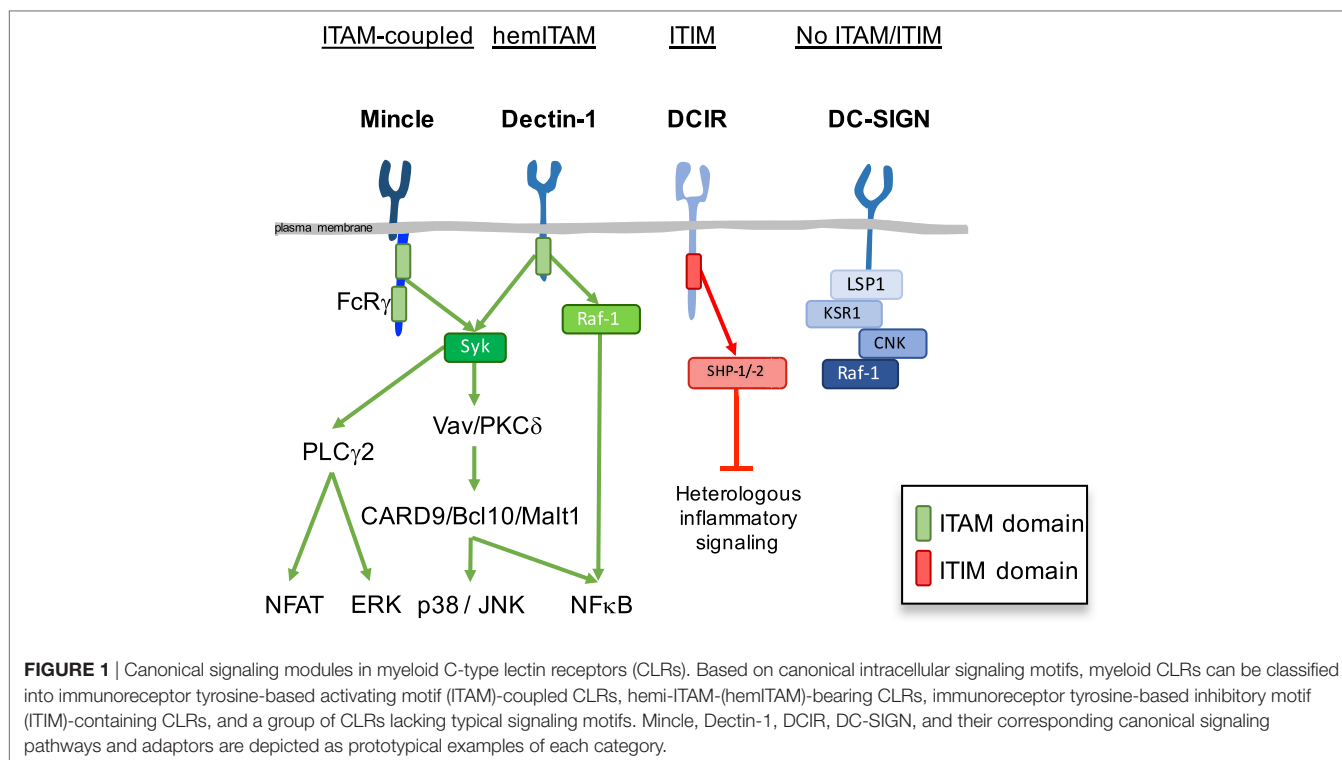 ITAM-coupled hemITAM ITIM No ITAM/ITIM
Mincle Dectin-1 DCIR DC-SIGN
plasma membrane
LSP1
FcRγ
KSR1
Raf-1
Syk
CNK
SHP-1/-2
Raf-1
Vav/PKCδ
PLCγ2
Heterologous
inflammatory
signaling
CARD9/Bcl10/Malt1
ITAM domain
ITIM domain
NFAT ERK p38 / JNK NFκB
FIGURE 1 | Canonical signaling modules in myeloid C-type lectin receptors (CLRs). Based on canonical intracellular signaling motifs, myeloid CLRs can be classified
into immunoreceptor tyrosine-based activating motif (ITAM)-coupled CLRs, hemi-ITAM-(hemITAM)-bearing CLRs, immunoreceptor tyrosine-based inhibitory motif
(ITIM)-containing CLRs, and a group of CLRs lacking typical signaling motifs. Mincle, Dectin-1, DCIR, DC-SIGN, and their corresponding canonical signaling
pathways and adaptors are depicted as prototypical examples of each category.